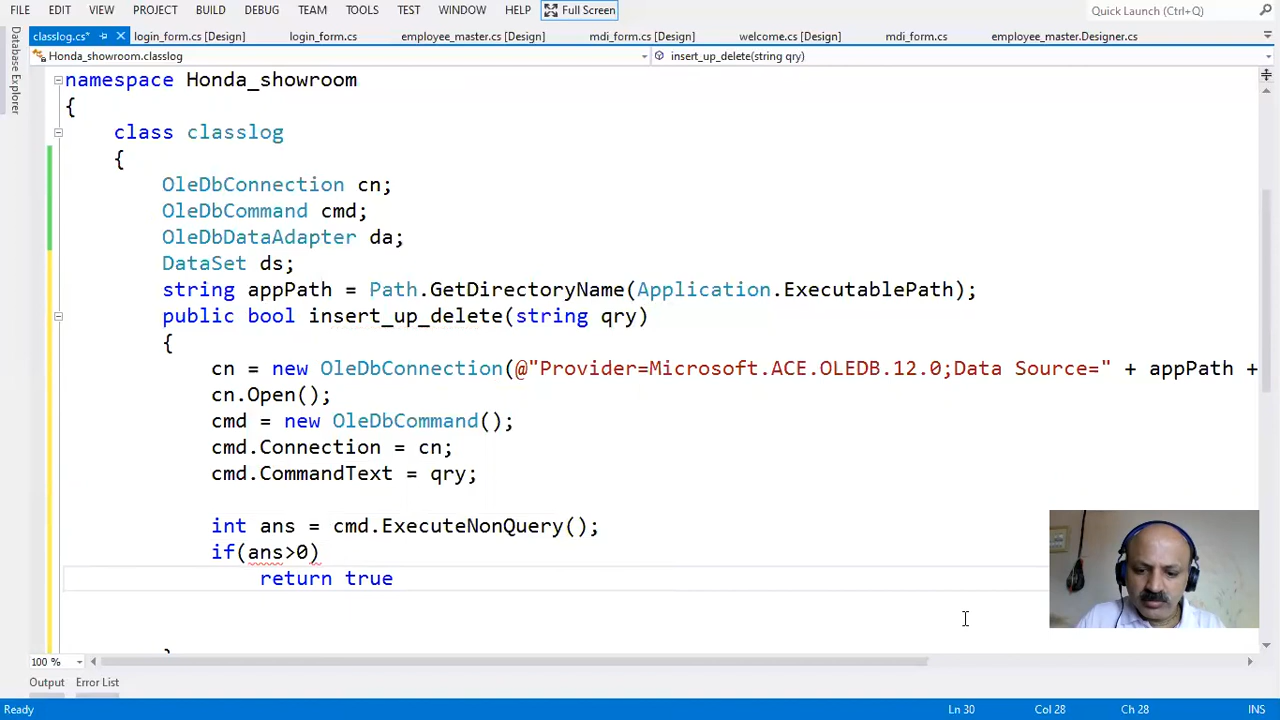 FILE EDIT VIEW PROJECT BUILD DEBUG TEAM TOOLS TEST WINDOW HELP Full Screen Quick Launch (Ctrl+Q)
classlog.cs* login_form.cs [Design] login_form.cs employee_master.cs [Design] mdi_form.cs [Design] welcome.cs [Design] mdi_form.cs employee_master.Designer.cs
Database Explorer
Honda_showroom.classlog insert_up_delete(string qry)
namespace Honda_showroom
{
class classlog
{
OleDbConnection cn;
OleDbCommand cmd;
OleDbDataAdapter da;
DataSet ds;
string appPath = Path.GetDirectoryName(Application.ExecutablePath);
public bool insert_up_delete(string qry)
{
cn = new OleDbConnection(@"Provider=Microsoft.ACE.OLEDB.12.0;Data Source=" + appPath +
cn.Open();
cmd = new OleDbCommand();
cmd.Connection = cn;
cmd.CommandText = qry;
int ans = cmd.ExecuteNonQuery();
if(ans>0)
return true
}
100 %
Output Error List
Ready Ln 30 Col 28 Ch 28 INS